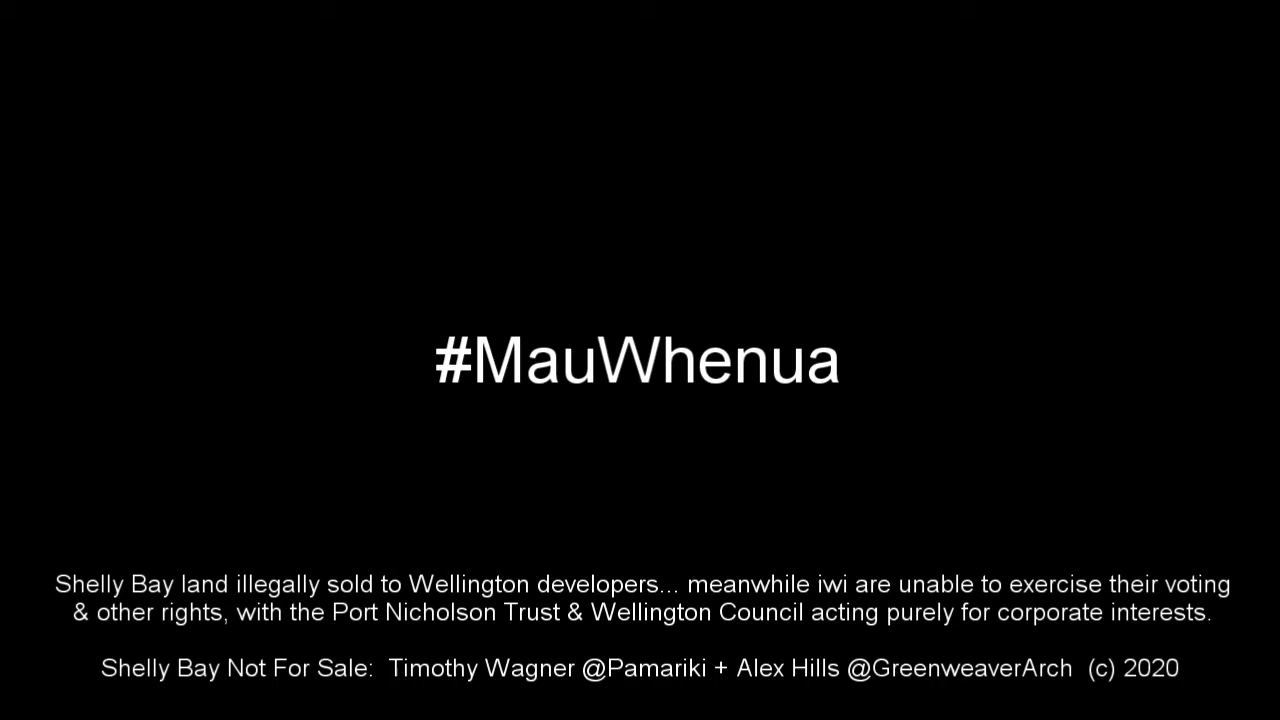 #MauWhenua
Shelly Bay land illegally sold to Wellington developers... meanwhile iwi are unable to exercise their voting
& other rights, with the Port Nicholson Trust & Wellington Council acting purely for corporate interests.
Shelly Bay Not For Sale:  Timothy Wagner @Pamariki + Alex Hills @GreenweaverArch  (c) 2020